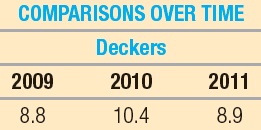 COMPARISONS OVER TIME
Deckers
2009 2010 2011
8.8 10.4 8.9